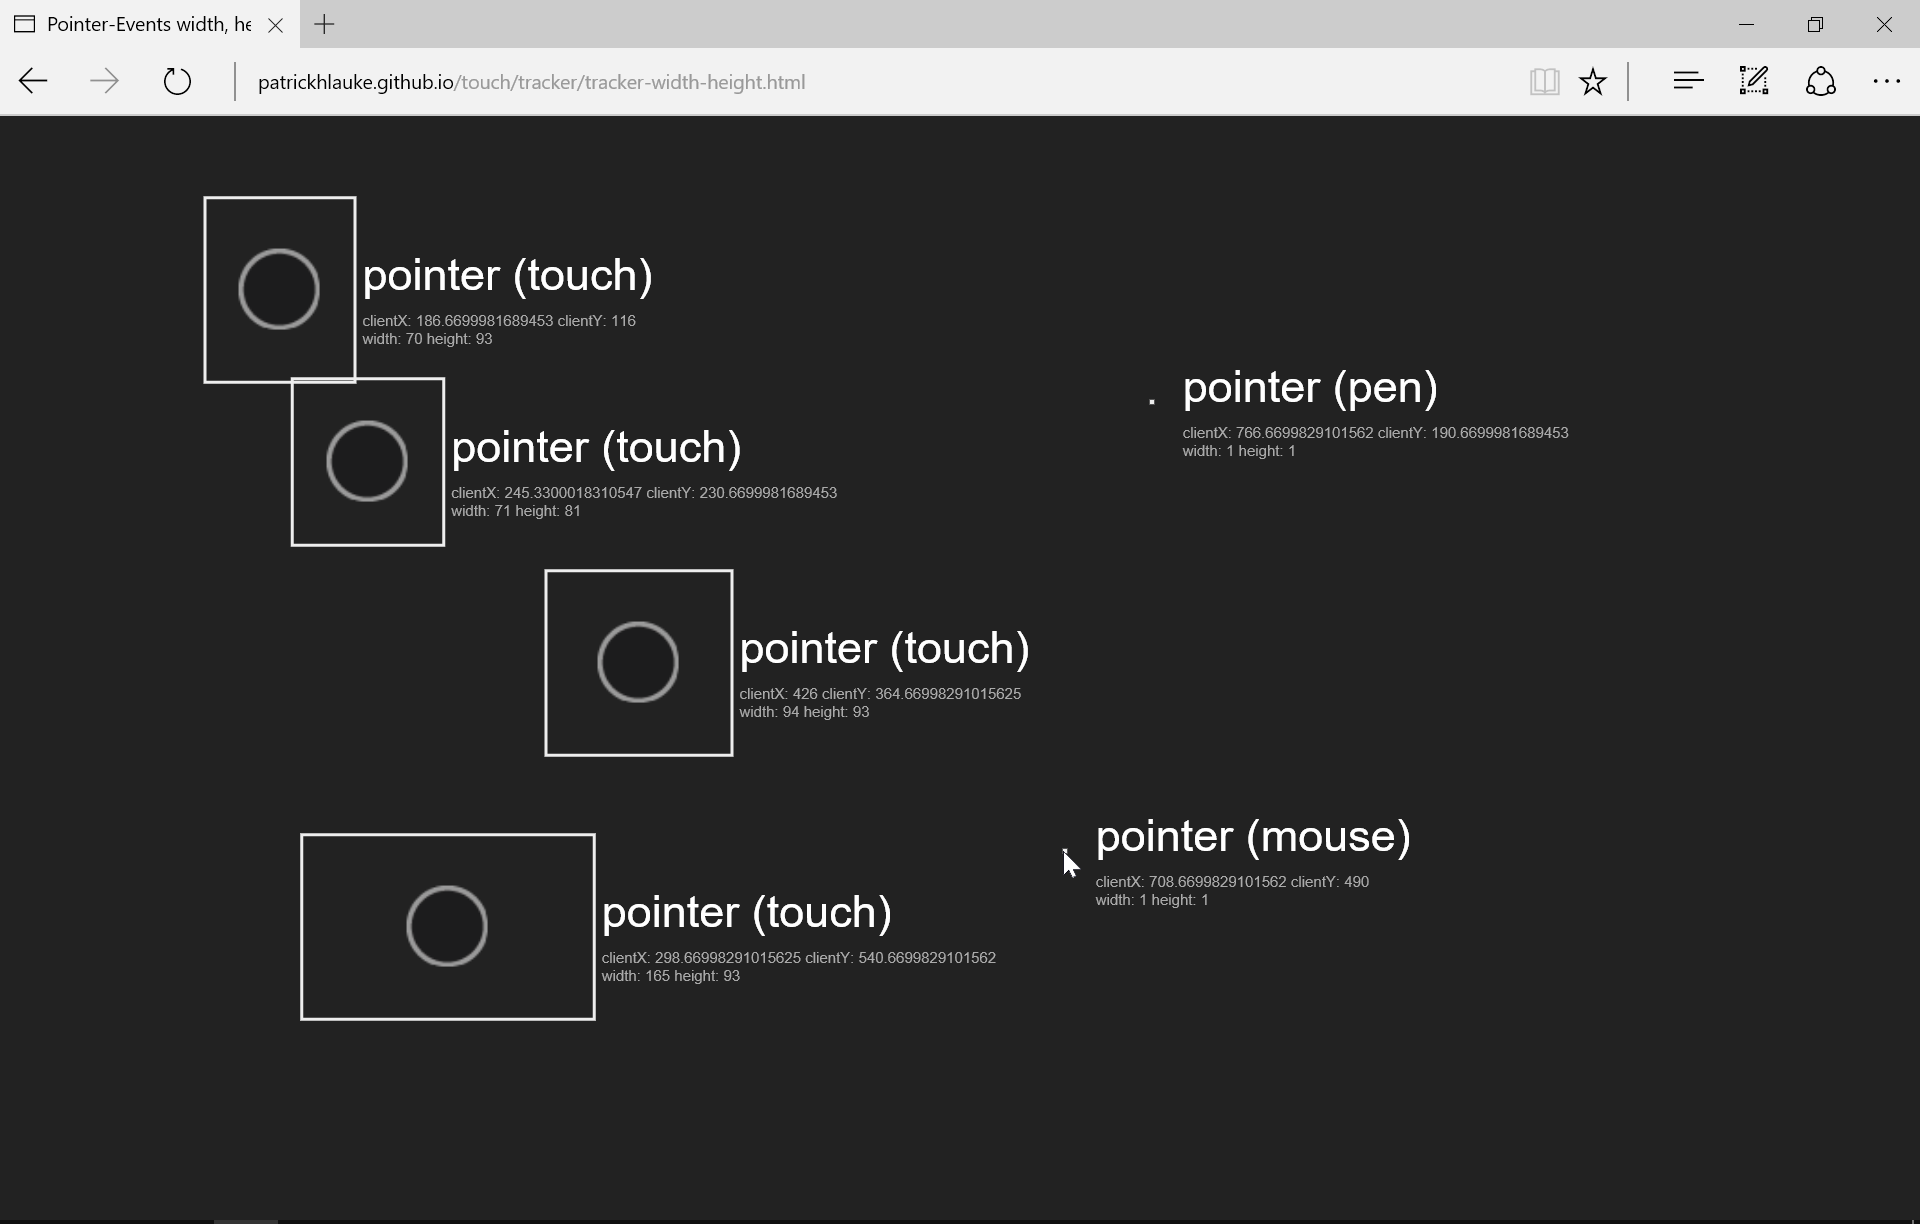 Pointer-Events width, he
patrickhlauke.github.io/touch/tracker/tracker-width-height.html
pointer (touch)
clientX: 186.6699981689453 clientY: 116
width: 70 height: 93
pointer (pen)
clientX: 766.6699829101562 clientY: 190.6699981689453
width: 1 height: 1
pointer (touch)
clientX: 245.3300018310547 clientY: 230.6699981689453
width: 71 height: 81
pointer (touch)
clientX: 426 clientY: 364.66998291015625
width: 94 height: 93
pointer (mouse)
clientX: 708.6699829101562 clientY: 490
width: 1 height: 1
pointer (touch)
clientX: 298.66998291015625 clientY: 540.6699829101562
width: 165 height: 93